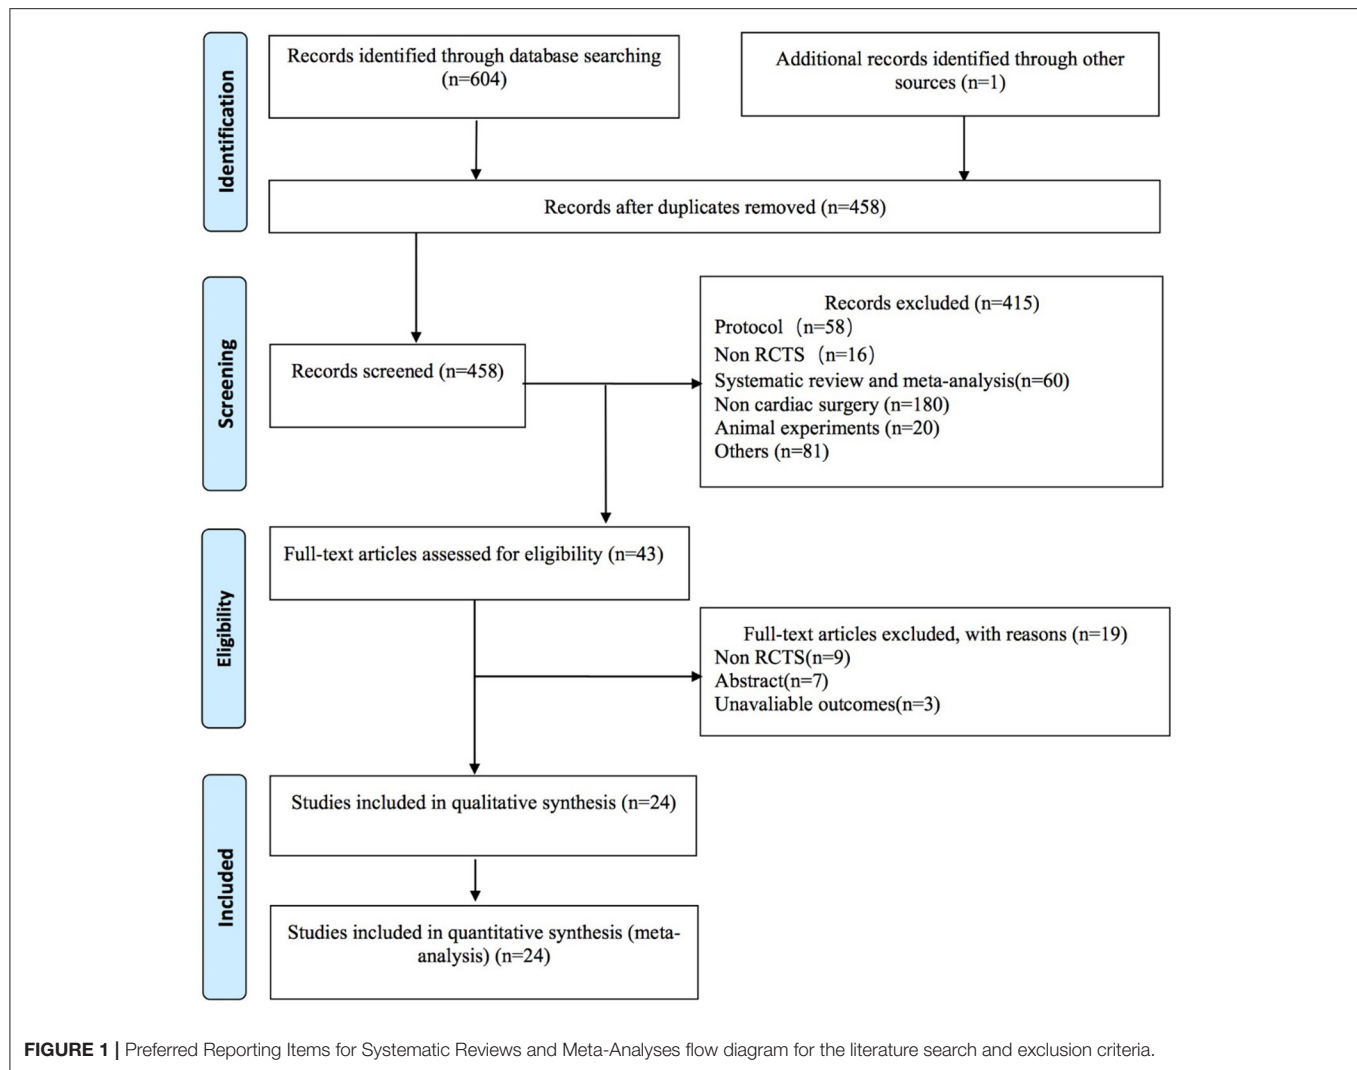 Identification
Records identified through database searching
(n=604)
Additional records identified through other
sources (n=1)
Records after duplicates removed (n=458)
Screening
Records screened (n=458)
Records excluded (n=415)
Protocol（n=58）
Non RCTS（n=16）
Systematic review and meta-analysis(n=60)
Non cardiac surgery (n=180)
Animal experiments (n=20)
Others (n=81)
Eligibility
Full-text articles assessed for eligibility (n=43)
Full-text articles excluded, with reasons (n=19)
Non RCTS(n=9)
Abstract(n=7)
Unavaliable outcomes(n=3)
Included
Studies included in qualitative synthesis (n=24)
Studies included in quantitative synthesis (meta-
analysis) (n=24)
FIGURE 1 | Preferred Reporting Items for Systematic Reviews and Meta-Analyses flow diagram for the literature search and exclusion criteria.